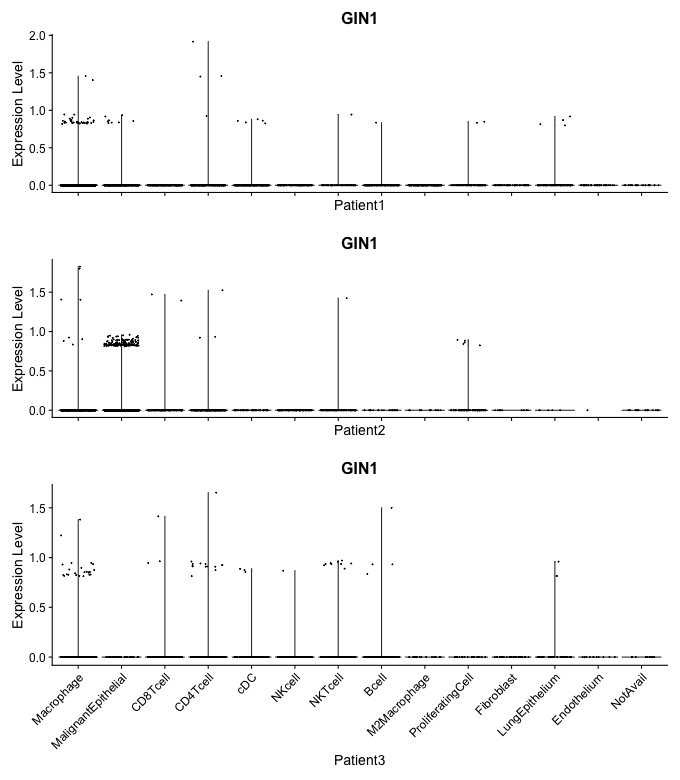 GIN1
Expression Level
2.0
1.5
1.0
0.5
0.0
Patient1
GIN1
Expression Level
1.5
1.0
0.5
0.0
Patient2
GIN1
Expression Level
1.5
1.0
0.5
0.0
Macrophage
MalignantEpithelial
CD8Tcell
CD4Tcell
cDC
NKcell
NKTcell
Bcell
M2Macrophage
ProliferatingCell
Fibroblast
LungEpithelium
Endothelium
NotAvail
Patient3